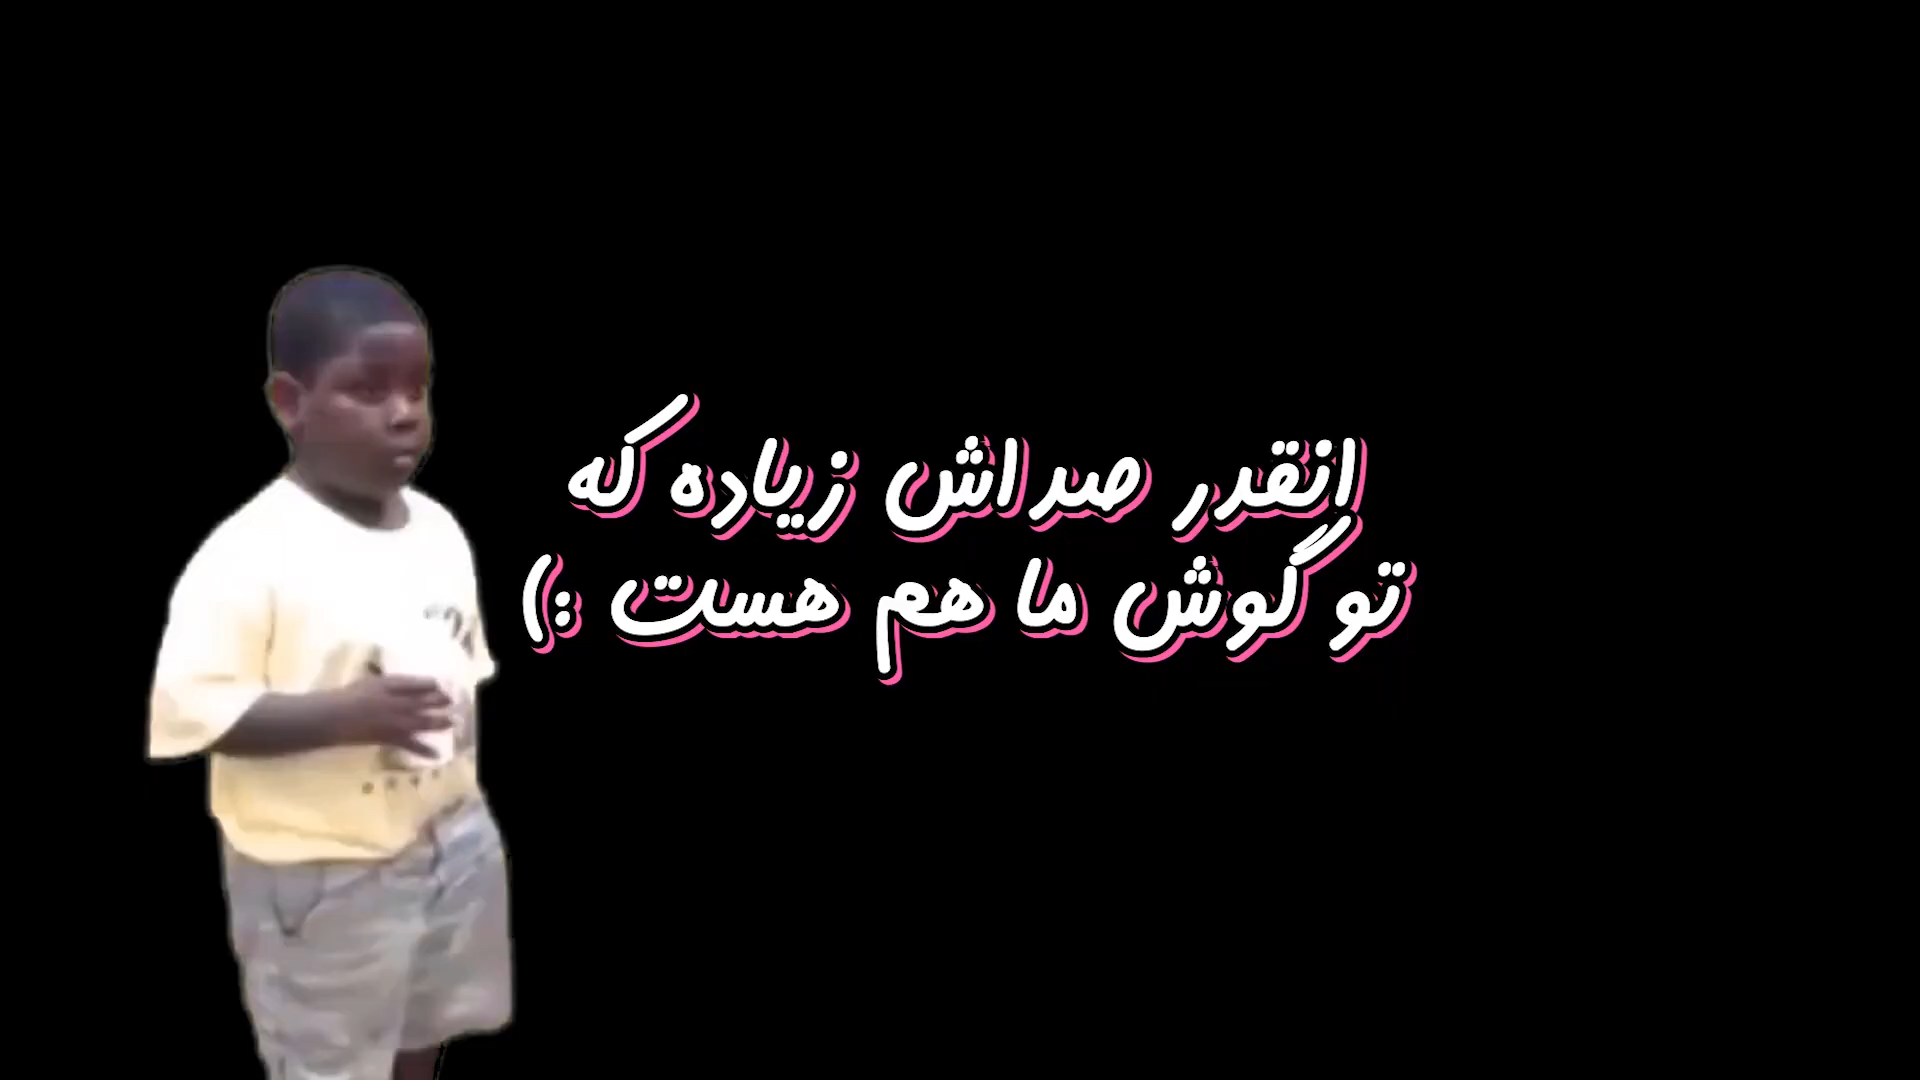 انقدر صداش زیاده که
تو گوش ما هم هست :)